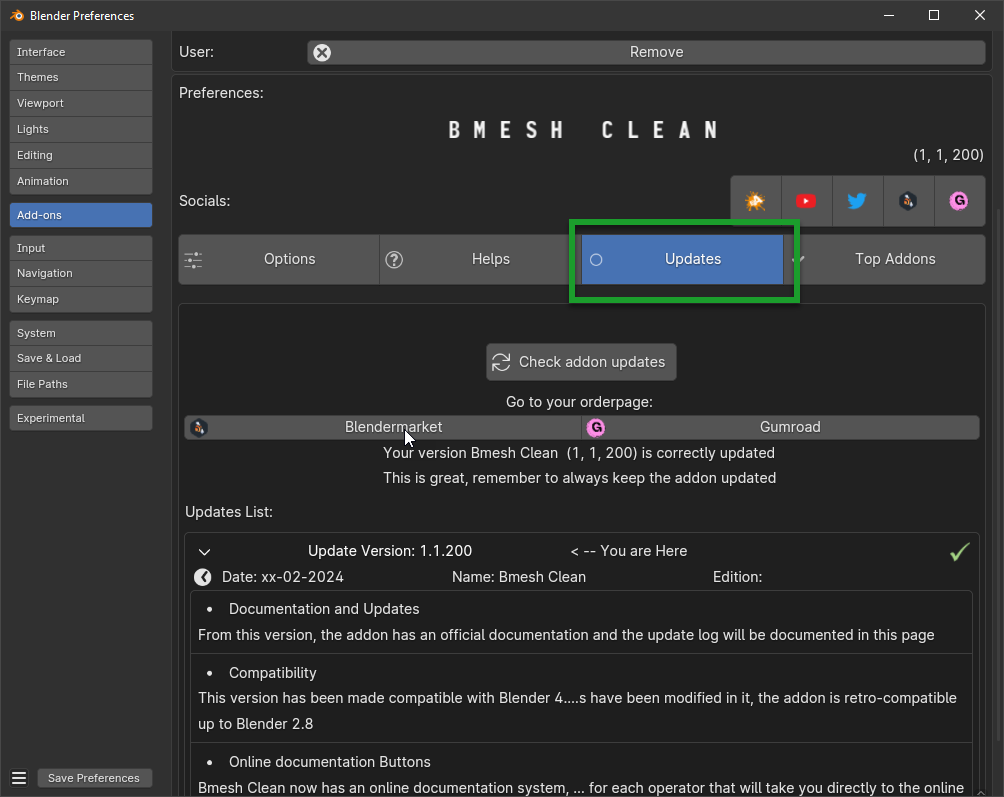 Blender Preferences
Interface
Themes
Viewport
Lights
Editing
Animation
Add-ons
Input
Navigation
Keymap
System
Save & Load
File Paths
Experimental
Save Preferences
User:
Remove
Preferences:
BMESH CLEAN
(1, 1, 200)
Socials:
G
Options
? Helps
Updates
Top Addons
Check addon updates
Go to your orderpage:
Blendermarket
G Gumroad
Your version Bmesh Clean (1, 1, 200) is correctly updated
This is great, remember to always keep the addon updated
Updates List:
Update Version: 1.1.200 < -- You are Here
Date: xx-02-2024 Name: Bmesh Clean Edition:
• Documentation and Updates
From this version, the addon has an official documentation and the update log will be documented in this page
• Compatibility
This version has been made compatible with Blender 4....s have been modified in it, the addon is retro-compatible
up to Blender 2.8
• Online documentation Buttons
Bmesh Clean now has an online documentation system, ... for each operator that will take you directly to the online